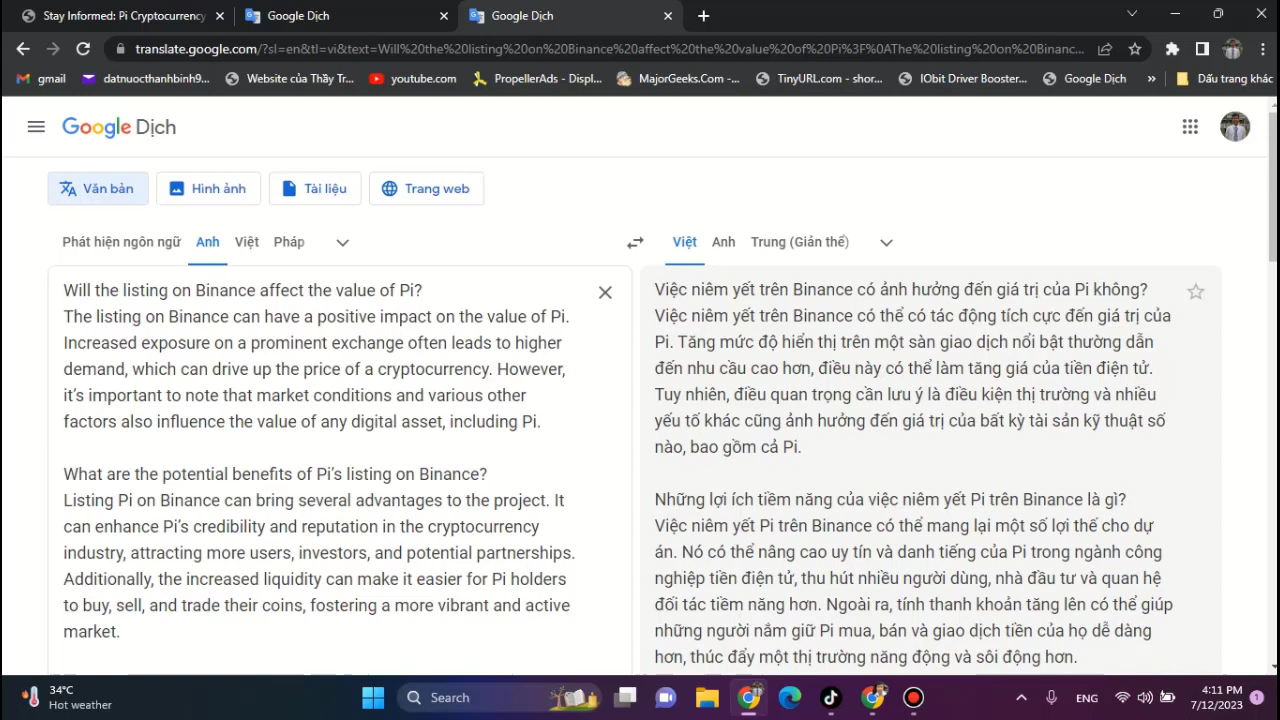 Stay Informed: Pi Cryptocurrency
Google Dịch
Google Dịch
translate.google.com/?sl=en&tl=vi&text=Will%20the%20listing%20on%20Binance%20affect%20the%20value%20of%20Pi%3F%0AThe%20listing%20on%20Binanc...
gmail
datnuocthanhbinh9...
Website của Thầy Tr...
youtube.com
PropellerAds - Displ...
MajorGeeks.Com -...
TinyURL.com - shor...
IObit Driver Booster...
Google Dịch
»
Dấu trang khác
Google Dịch
Văn bản
Hình ảnh
Tài liệu
Trang web
Phát hiện ngôn ngữ
Anh
Việt
Pháp
Việt
Anh
Trung (Giản thể)
Will the listing on Binance affect the value of Pi?
The listing on Binance can have a positive impact on the value of Pi.
Increased exposure on a prominent exchange often leads to higher
demand, which can drive up the price of a cryptocurrency. However,
it's important to note that market conditions and various other
factors also influence the value of any digital asset, including Pi.
What are the potential benefits of Pi's listing on Binance?
Listing Pi on Binance can bring several advantages to the project. It
can enhance Pi's credibility and reputation in the cryptocurrency
industry, attracting more users, investors, and potential partnerships.
Additionally, the increased liquidity can make it easier for Pi holders
to buy, sell, and trade their coins, fostering a more vibrant and active
market.
Việc niêm yết trên Binance có ảnh hưởng đến giá trị của Pi không?
Việc niêm yết trên Binance có thể có tác động tích cực đến giá trị của
Pi. Tăng mức độ hiển thị trên một sàn giao dịch nổi bật thường dẫn
đến nhu cầu cao hơn, điều này có thể làm tăng giá của tiền điện tử.
Tuy nhiên, điều quan trọng cần lưu ý là điều kiện thị trường và nhiều
yếu tố khác cũng ảnh hưởng đến giá trị của bất kỳ tài sản kỹ thuật số
nào, bao gồm cả Pi.
Những lợi ích tiềm năng của việc niêm yết Pi trên Binance là gì?
Việc niêm yết Pi trên Binance có thể mang lại một số lợi thế cho dự
án. Nó có thể nâng cao uy tín và danh tiếng của Pi trong ngành công
nghiệp tiền điện tử, thu hút nhiều người dùng, nhà đầu tư và quan hệ
đối tác tiềm năng hơn. Ngoài ra, tính thanh khoản tăng lên có thể giúp
những người nắm giữ Pi mua, bán và giao dịch tiền của họ dễ dàng
hơn, thúc đẩy một thị trường năng động và sôi động hơn.
34°C
Hot weather
Search
ENG
4:11 PM
7/12/2023
1